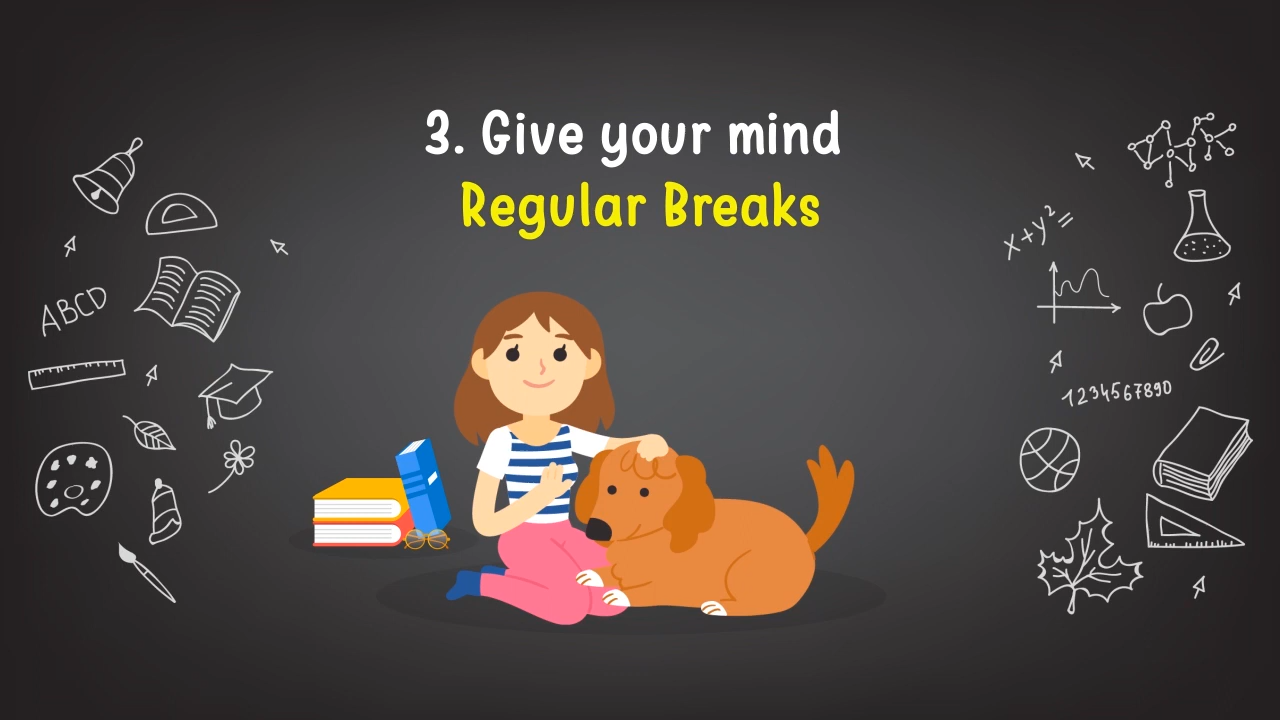 3. Give your mind
Regular Breaks
ABCD
x+y²=
1234567890